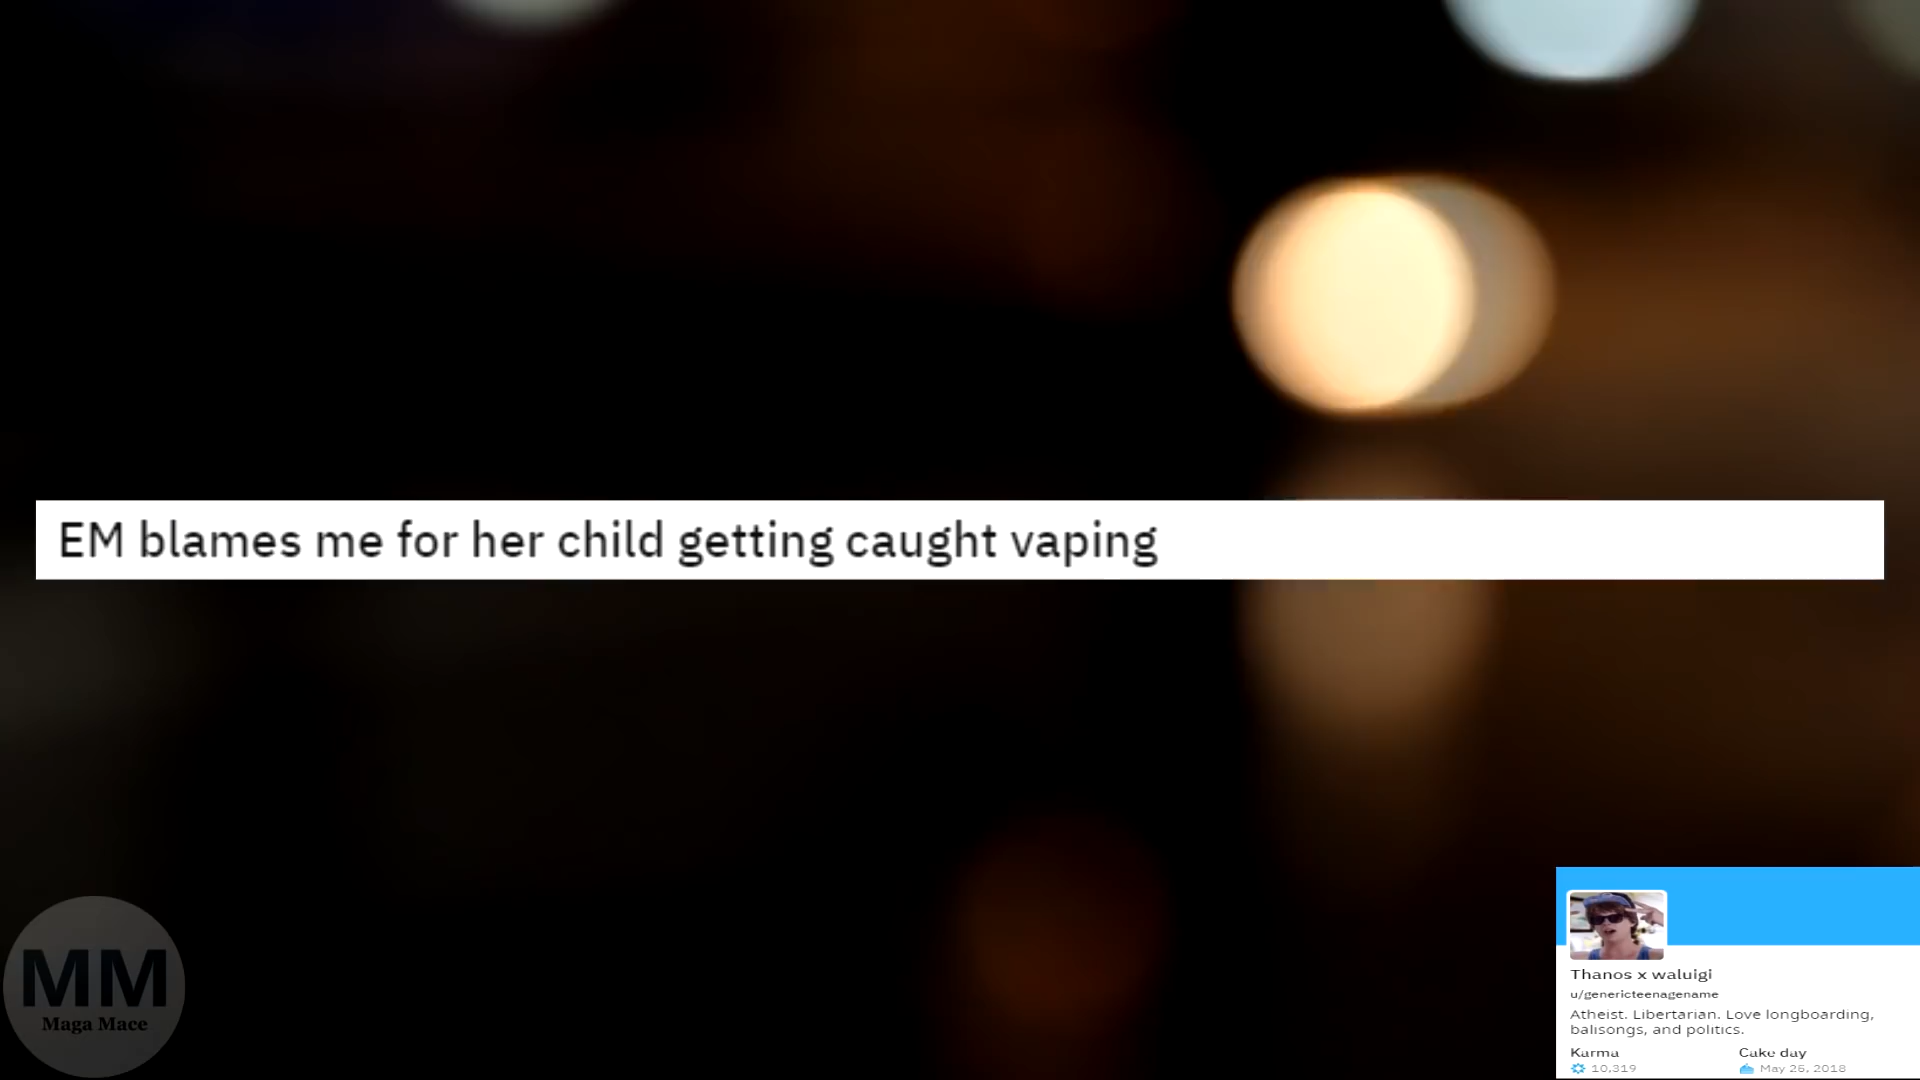 EM blames me for her child getting caught vaping
MM
Maga Mace
Thanos x waluigi
u/genericteenagename
Atheist. Libertarian. Love longboarding,
balisongs, and politics.
Karma
Cake day
10,319
May 25, 2018